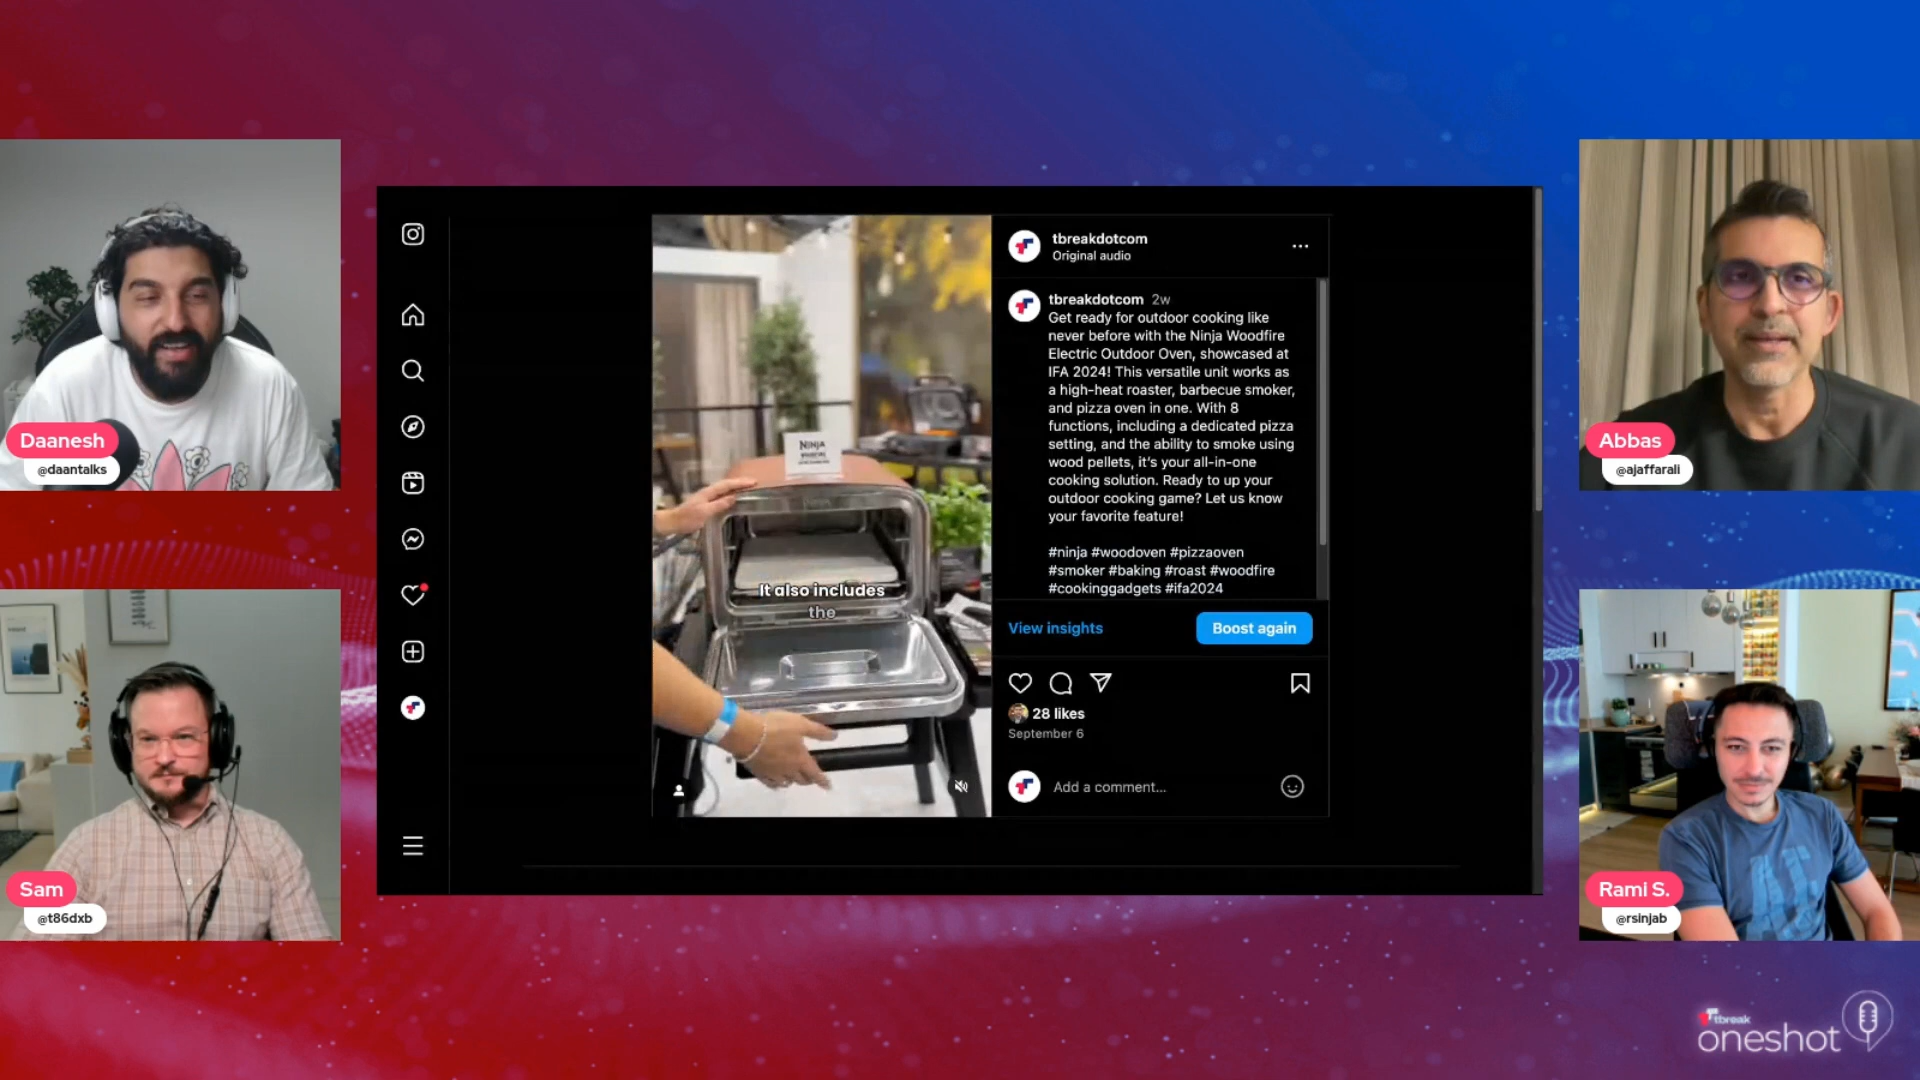 Daanesh
@daantalks
Sam
@t86dxb
NINJA
It also includes
the
tbreakdotcom
Original audio
tbreakdotcom 2w
Get ready for outdoor cooking like
never before with the Ninja Woodfire
Electric Outdoor Oven, showcased at
IFA 2024! This versatile unit works as
a high-heat roaster, barbecue smoker,
and pizza oven in one. With 8
functions, including a dedicated pizza
setting, and the ability to smoke using
wood pellets, it's your all-in-one
cooking solution. Ready to up your
outdoor cooking game? Let us know
your favorite feature!
#ninja #woodoven #pizzaoven
#smoker #baking #roast #woodfire
#cookinggadgets #ifa2024
View insights
Boost again
28 likes
September 6
Add a comment...
Abbas
@ajaffarali
Rami S.
@rsinjab
tbreak
oneshot